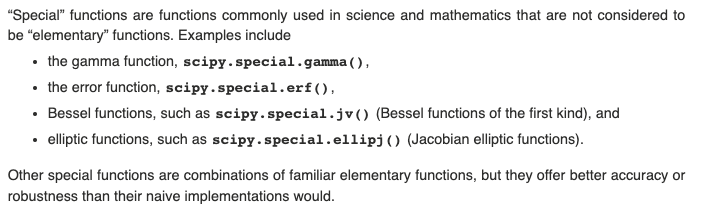 “Special” functions are functions commonly used in science and mathematics that are not considered to
be “elementary” functions. Examples include
• the gamma function, scipy.special.gamma(),
• the error function, scipy.special.erf(),
• Bessel functions, such as scipy.special.jv() (Bessel functions of the first kind), and
• elliptic functions, such as scipy.special.ellipj() (Jacobian elliptic functions).
Other special functions are combinations of familiar elementary functions, but they offer better accuracy or
robustness than their naive implementations would.